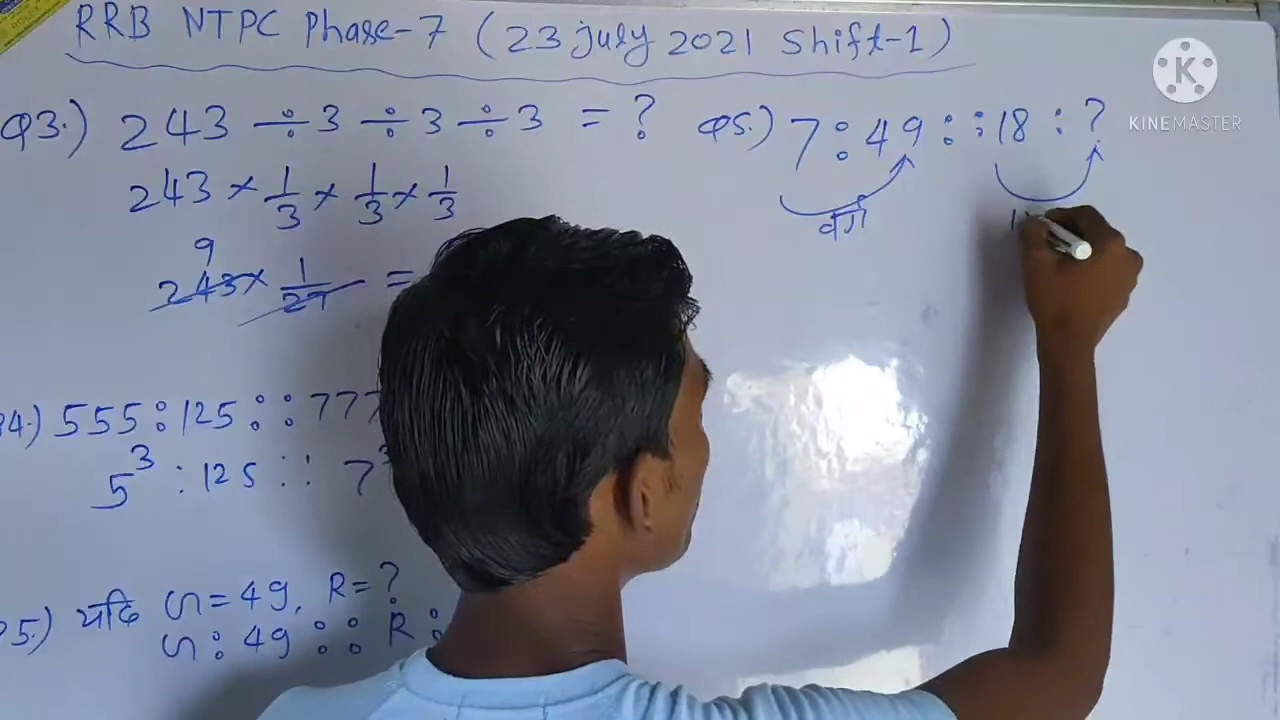 RRB NTPC Phase-7 (23 july 2021 Shift-1)
Q3.) 243 ÷ 3 ÷ 3 ÷ 3 = ?
243 × 1/3 × 1/3 × 1/3
9
243 × 1/27 =
Q4.) 555 : 125 :: 777
5³ : 125 :: 7
Q5.) यदि S = 49, R = ?
S : 49 :: R :
Q5.) 7 : 49 :: 18 : ?
वर्ग
KINEMASTER